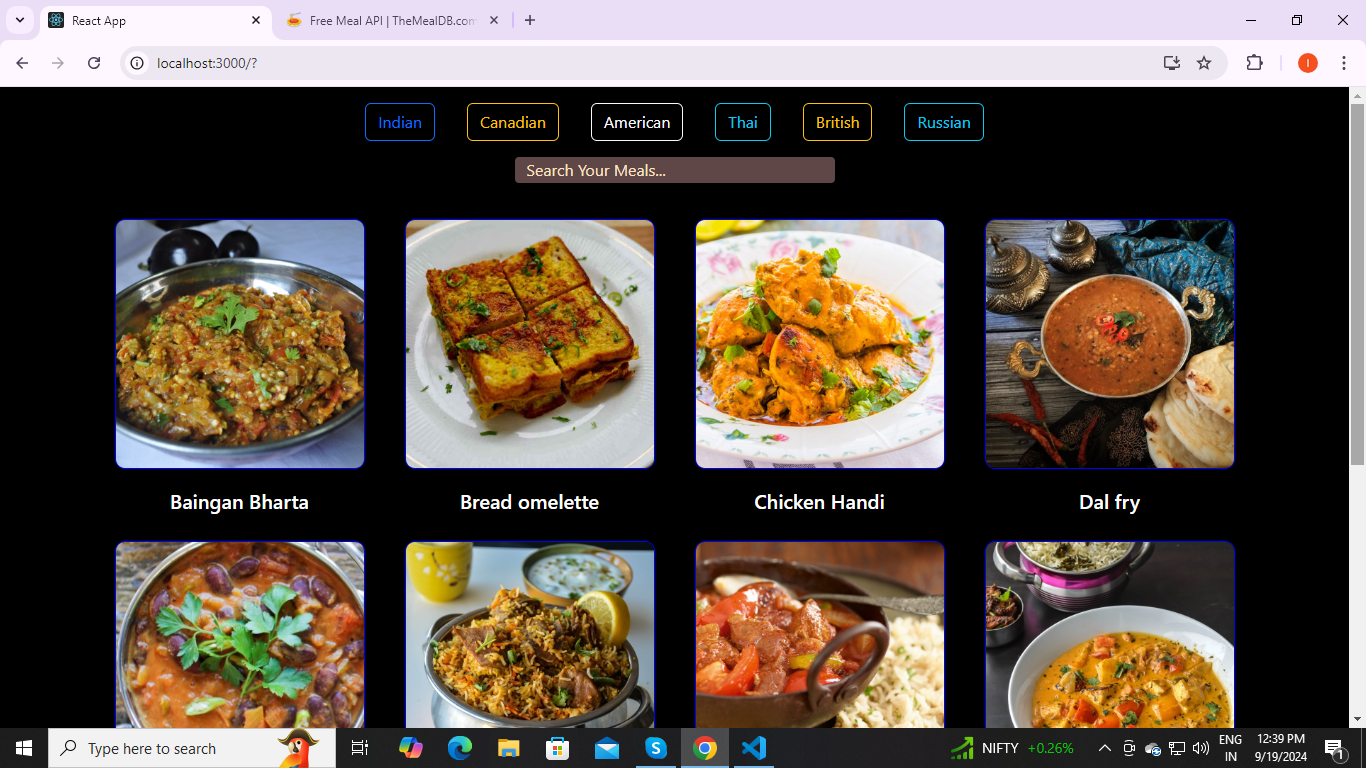 React App
Free Meal API | TheMealDB.com
localhost:3000/?
I
Indian
Canadian
American
Thai
British
Russian
Search Your Meals...
Baingan Bharta
Bread omelette
Chicken Handi
Dal fry
Type here to search
NIFTY +0.26%
ENG
IN
12:39 PM
9/19/2024
1